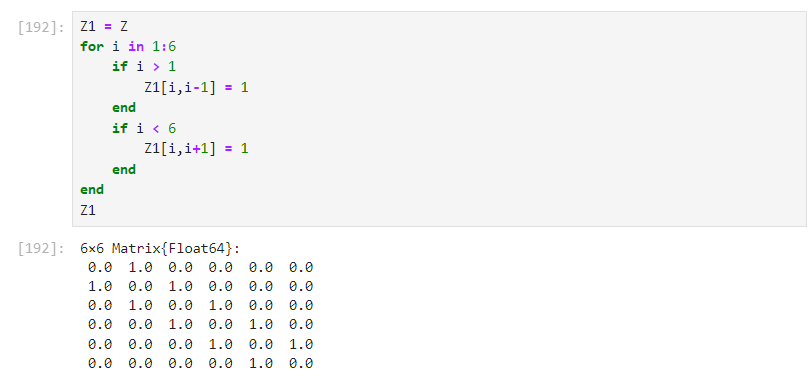 [192]: Z1 = Z
for i in 1:6
    if i > 1
        Z1[i,i-1] = 1
    end
    if i < 6
        Z1[i,i+1] = 1
    end
end
Z1
[192]: 6×6 Matrix{Float64}:
 0.0  1.0  0.0  0.0  0.0  0.0
 1.0  0.0  1.0  0.0  0.0  0.0
 0.0  1.0  0.0  1.0  0.0  0.0
 0.0  0.0  1.0  0.0  1.0  0.0
 0.0  0.0  0.0  1.0  0.0  1.0
 0.0  0.0  0.0  0.0  1.0  0.0